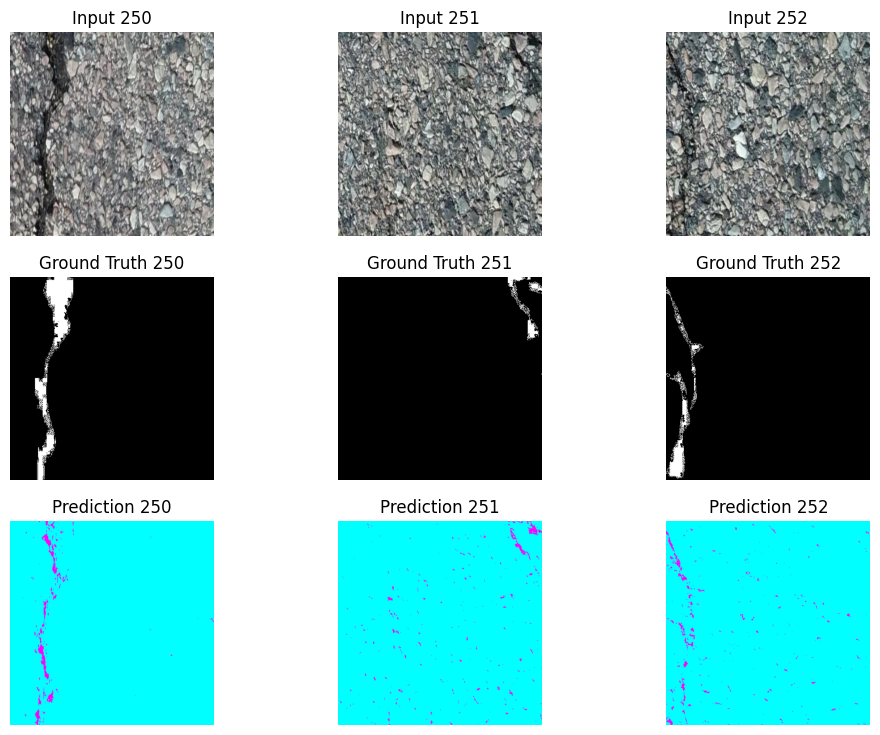 Input 250
Input 251
Input 252
Ground Truth 250
Ground Truth 251
Ground Truth 252
Prediction 250
Prediction 251
Prediction 252